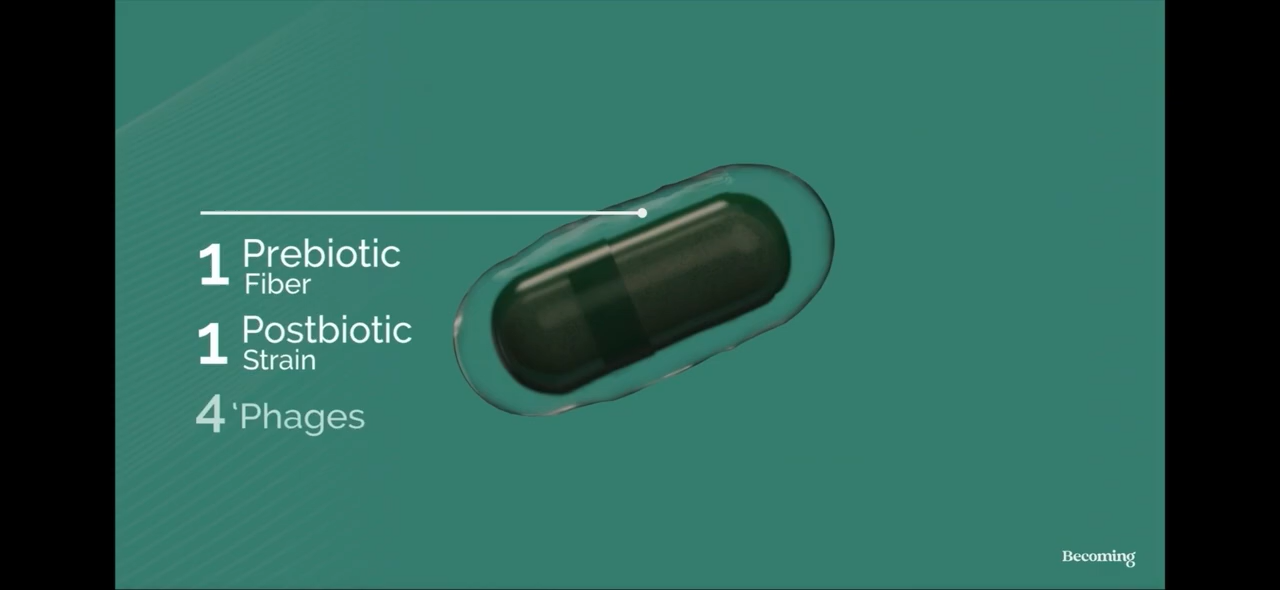 1 Prebiotic
Fiber
1 Postbiotic
Strain
4 ‘Phages
Becoming